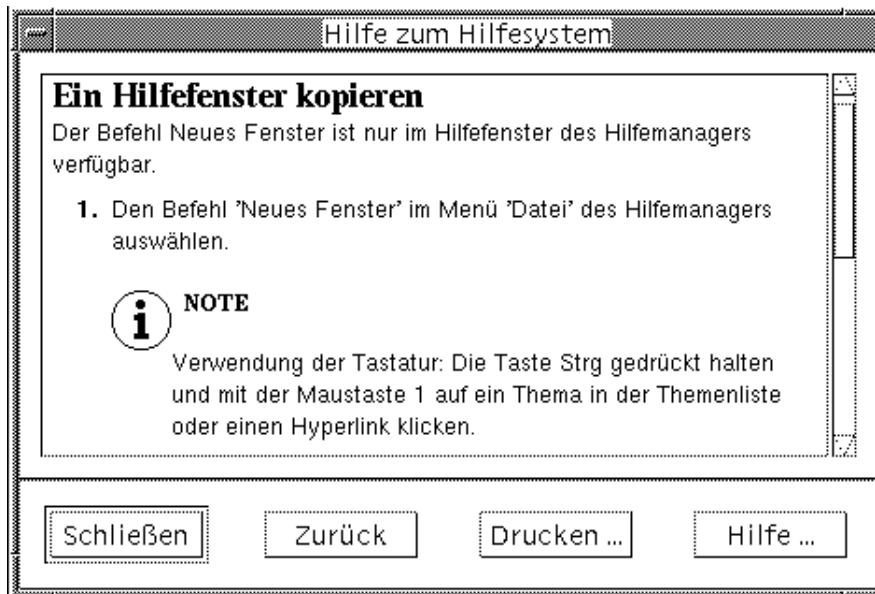 Hilfe zum Hilfesystem
Ein Hilfefenster kopieren
Der Befehl Neues Fenster ist nur im Hilfefenster des Hilfemanagers
verfügbar.
1. Den Befehl 'Neues Fenster' im Menü 'Datei' des Hilfemanagers
auswählen.
NOTE
Verwendung der Tastatur: Die Taste Strg gedrückt halten
und mit der Maustaste 1 auf ein Thema in der Themenliste
oder einen Hyperlink klicken.
Schließen Zurück Drucken ... Hilfe ...